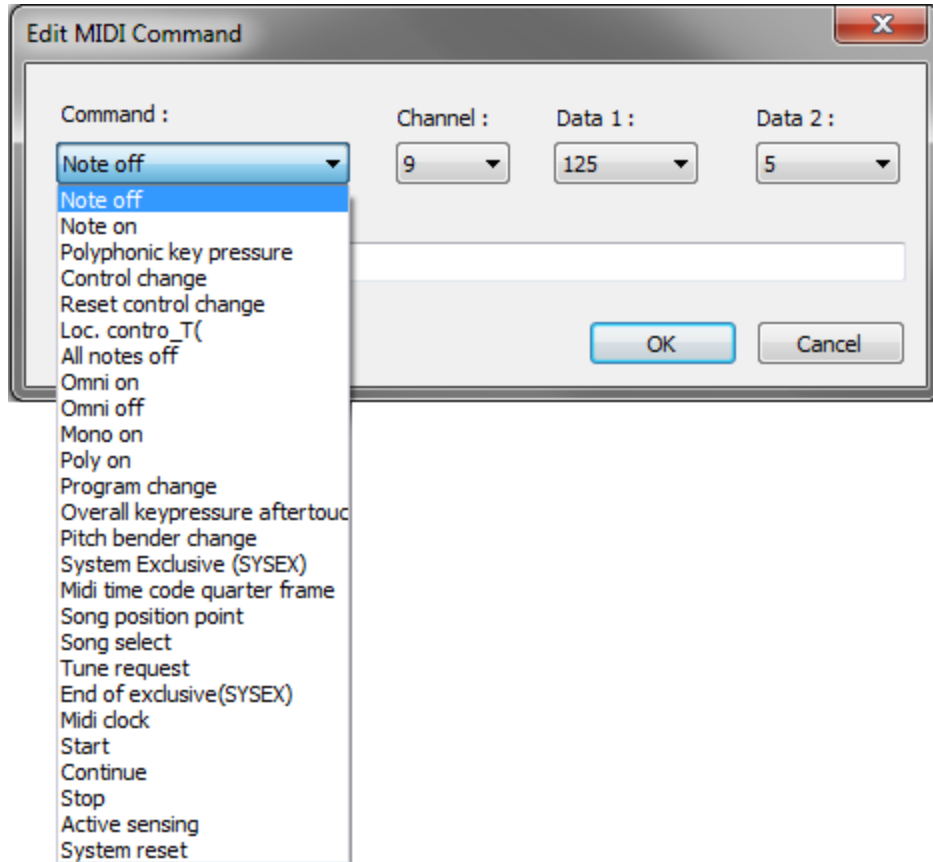 Edit MIDI Command
Command :
Channel :
Data 1 :
Data 2 :
Note off
9
125
5
Note off
Note on
Polyphonic key pressure
Control change
Reset control change
Loc. contro_T(
All notes off
Omni on
Omni off
Mono on
Poly on
Program change
Overall keypressure aftertouc
Pitch bender change
System Exclusive (SYSEX)
Midi time code quarter frame
Song position point
Song select
Tune request
End of exclusive(SYSEX)
Midi clock
Start
Continue
Stop
Active sensing
System reset
OK
Cancel